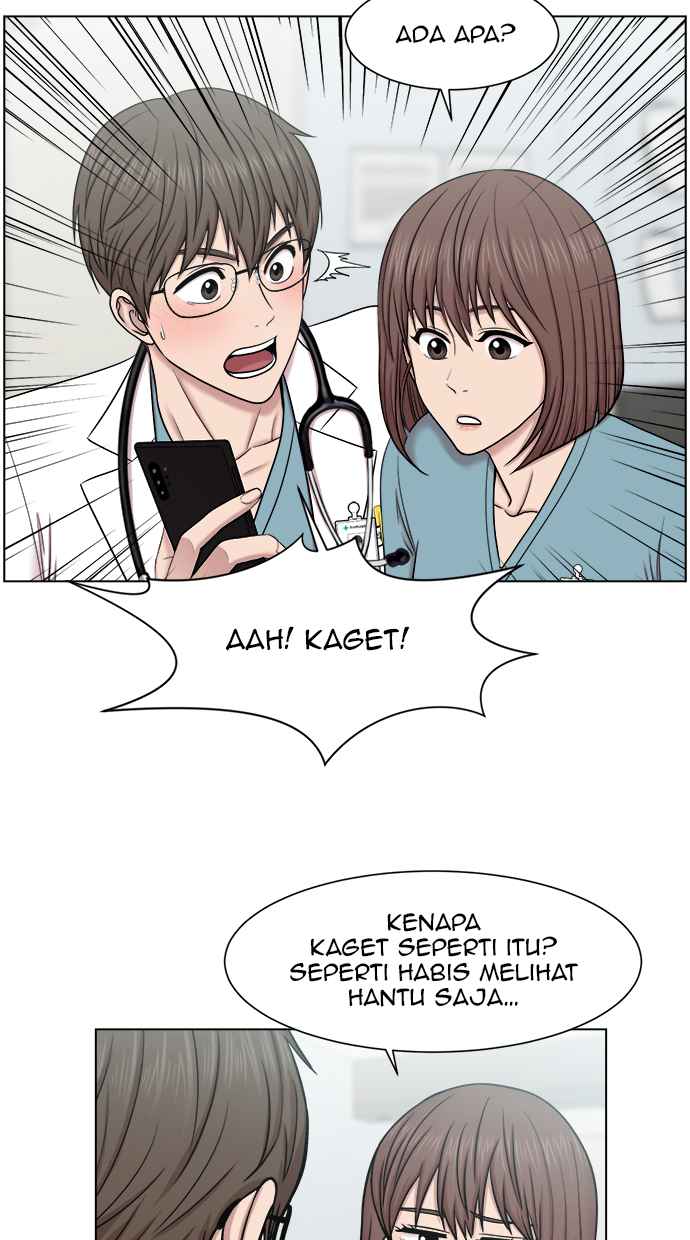 ADA APA?
AAH! KAGET!
KENAPA
KAGET SEPERTI ITU?
SEPERTI HABIS MELIHAT
HANTU SAJA...